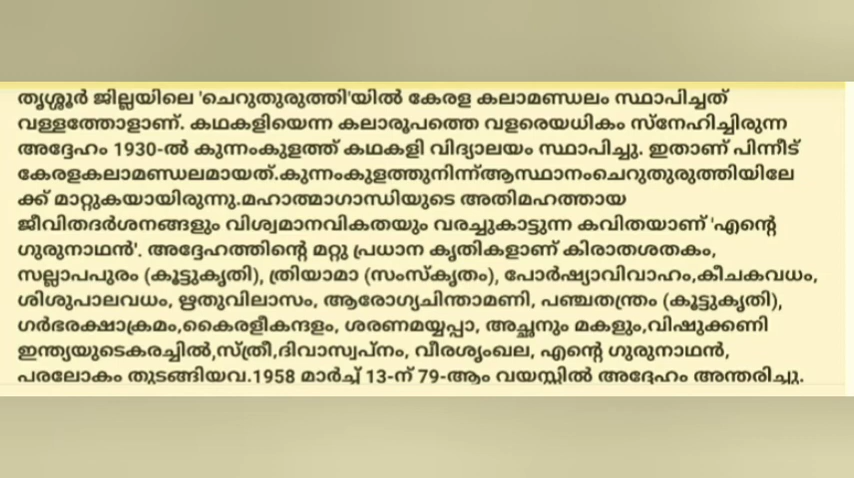 തൃശ്ശൂർ ജില്ലയിലെ 'ചെറുതുരുത്തി'യിൽ കേരള കലാമണ്ഡലം സ്ഥാപിച്ചത്
വള്ളത്തോളാണ്. കഥകളിയെന്ന കലാരൂപത്തെ വളരെയധികം സ്നേഹിച്ചിരുന്ന
അദ്ദേഹം 1930-ൽ കുന്നംകുളത്ത് കഥകളി വിദ്യാലയം സ്ഥാപിച്ചു. ഇതാണ് പിന്നീട്
കേരളകലാമണ്ഡലമായത്.കുന്നംകുളത്തുനിന്ന്ആസ്ഥാനംചെറുതുരുത്തിയിലേ
ക്ക് മാറ്റുകയായിരുന്നു.മഹാത്മാഗാന്ധിയുടെ അതിമഹത്തായ
ജീവിതദർശനങ്ങളും വിശ്വമാനവികതയും വരച്ചുകാട്ടുന്ന കവിതയാണ് 'എന്റെ
ഗുരുനാഥൻ'. അദ്ദേഹത്തിന്റെ മറ്റു പ്രധാന കൃതികളാണ് കിരാതശതകം,
സല്ലാപപുരം (കൂട്ടുകൃതി), ത്രിയാമാ (സംസ്കൃതം), പോർഷ്യാവിവാഹം,കീചകവധം,
ശിശുപാലവധം, ഋതുവിലാസം, ആരോഗ്യചിന്താമണി, പഞ്ചതന്ത്രം (കൂട്ടുകൃതി),
ഗർഭരക്ഷാക്രമം,കൈരളീകന്ദളം, ശരണമയ്യപ്പാ, അച്ഛനും മകളും,വിഷുക്കണി
ഇന്ത്യയുടെകരച്ചിൽ,സ്ത്രീ,ദിവാസ്വപ്നം, വീരശൃംഖല, എന്റെ ഗുരുനാഥൻ,
പരലോകം തുടങ്ങിയവ.1958 മാർച്ച് 13-ന് 79-ആം വയസ്സിൽ അദ്ദേഹം അന്തരിച്ചു.